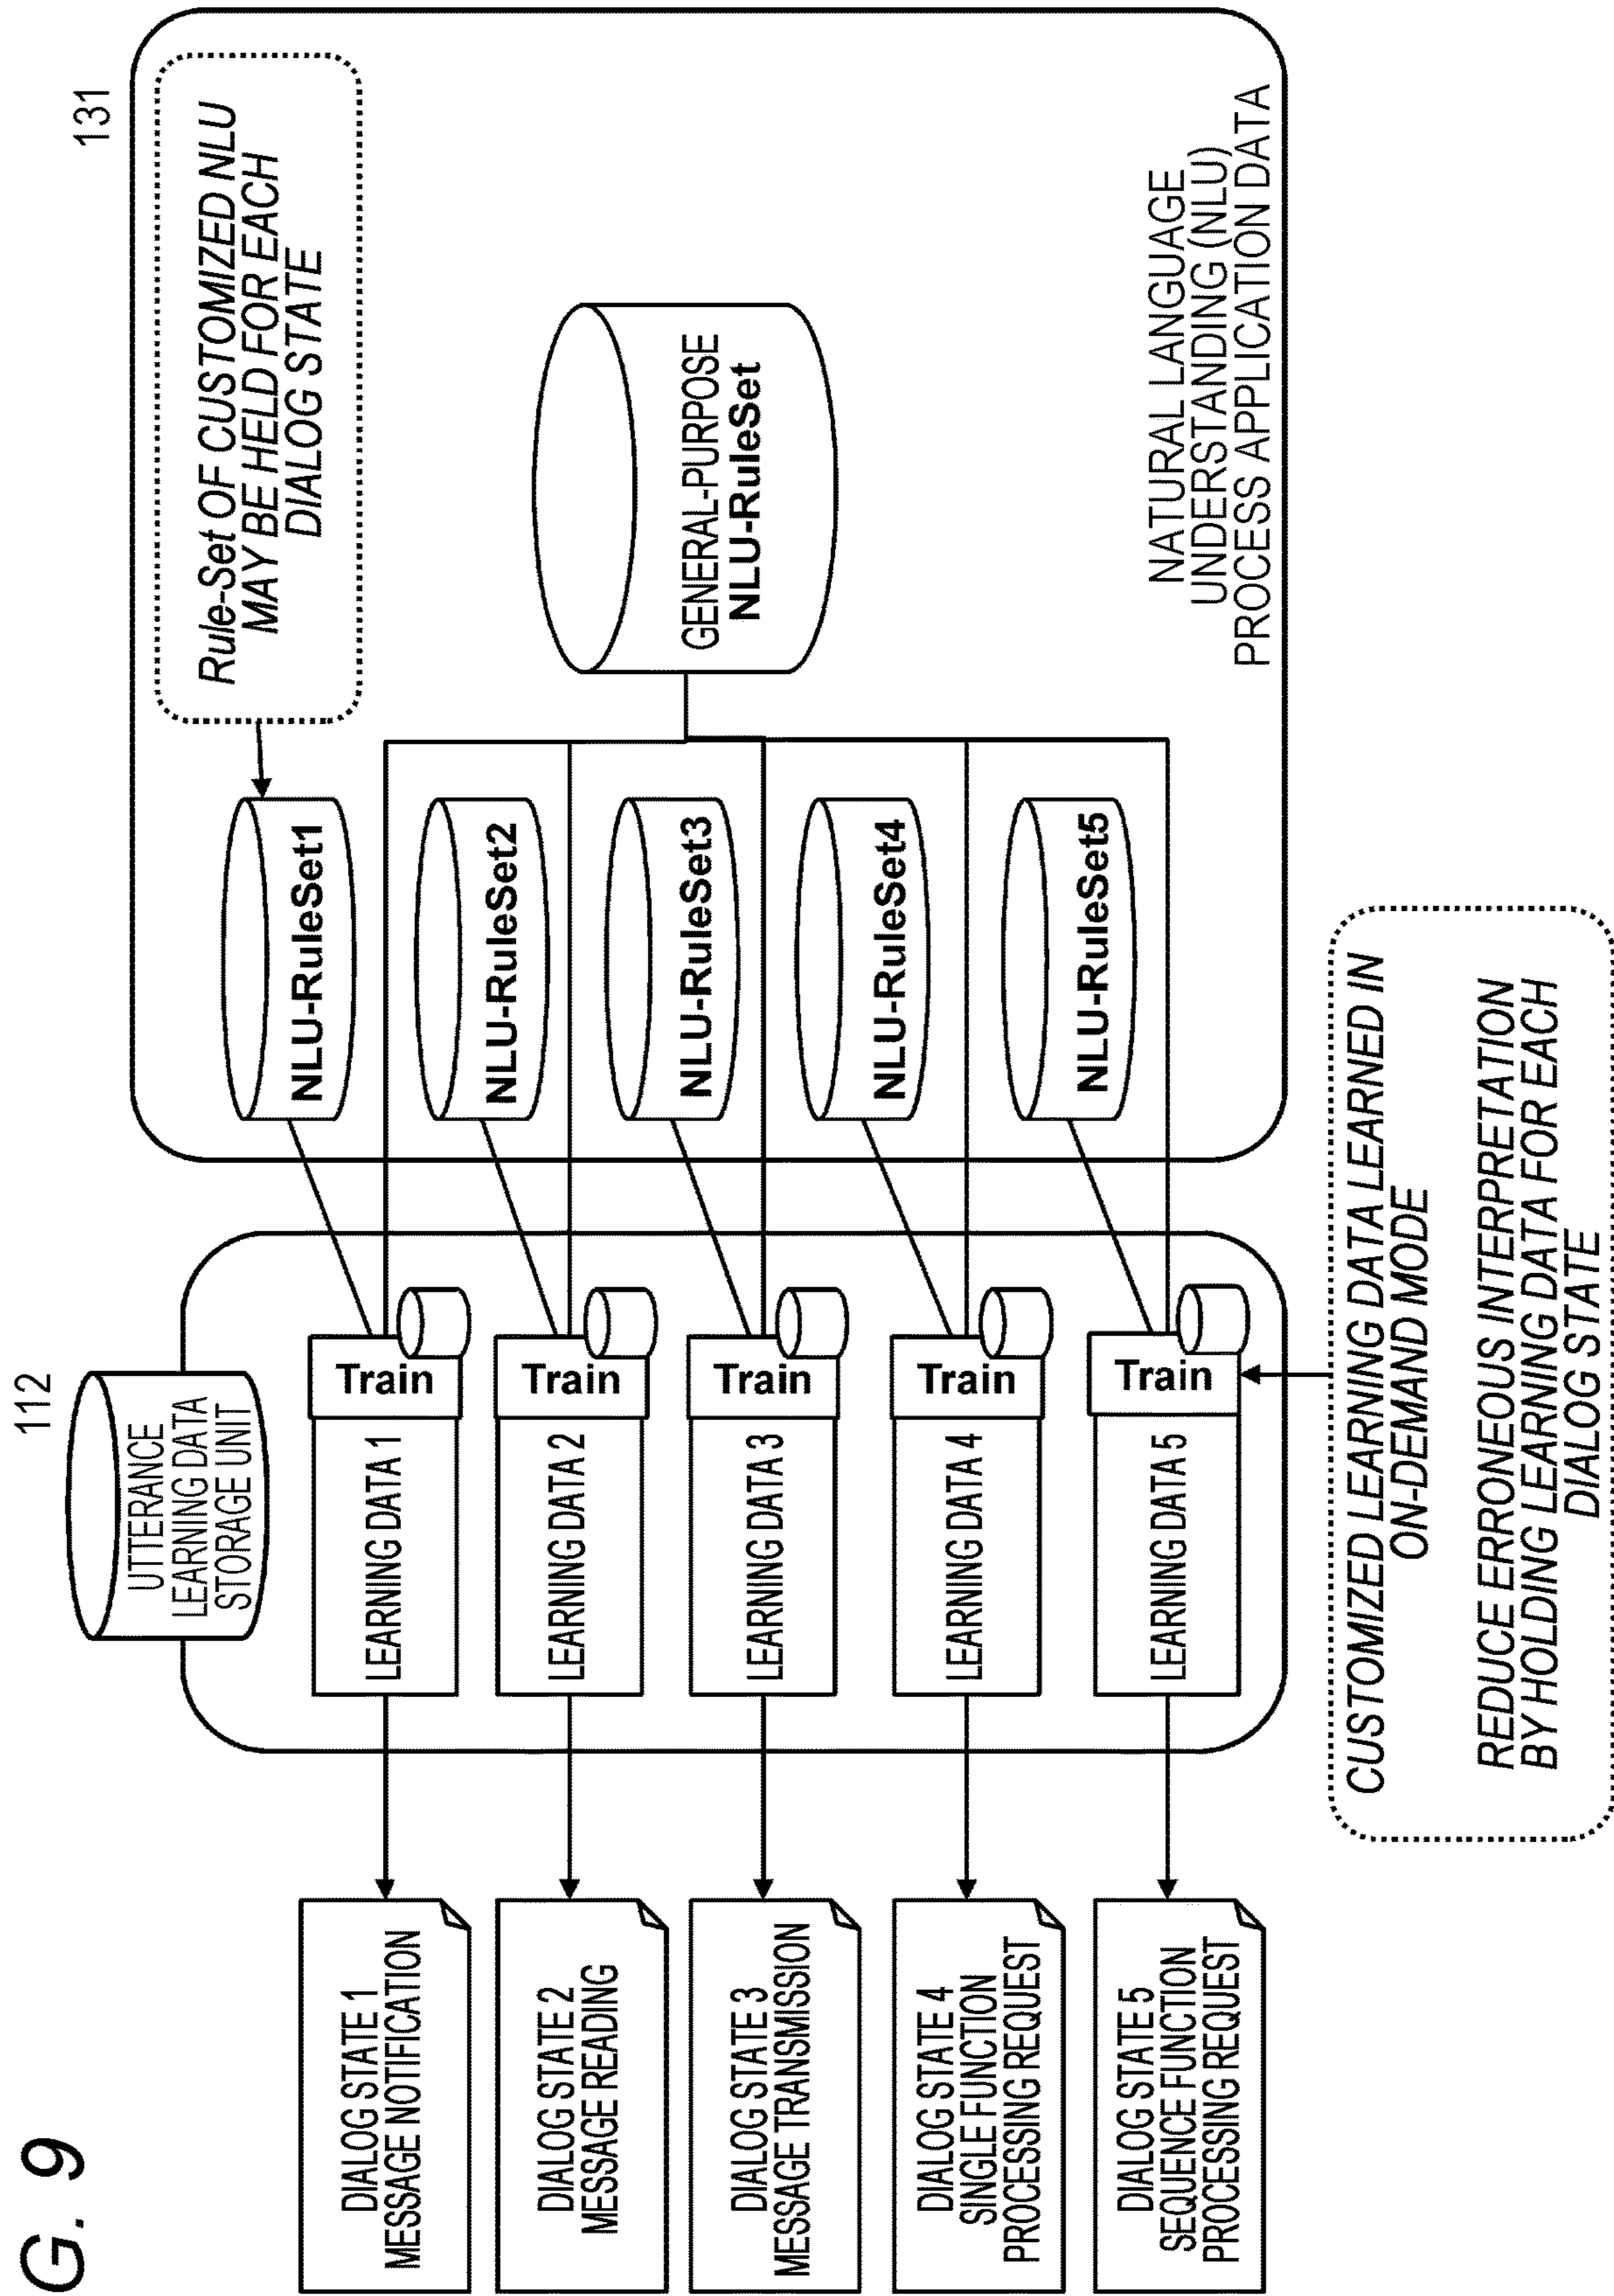 G. 9
DIALOG STATE 1
MESSAGE NOTIFICATION
DIALOG STATE 2
MESSAGE READING
DIALOG STATE 3
MESSAGE TRANSMISSION
DIALOG STATE 4
SINGLE FUNCTION
PROCESSING REQUEST
DIALOG STATE 5
SEQUENCE FUNCTION
PROCESSING REQUEST
112
UTTERANCE
LEARNING DATA
STORAGE UNIT
LEARNING DATA 1
Train
LEARNING DATA 2
Train
LEARNING DATA 3
Train
LEARNING DATA 4
Train
LEARNING DATA 5
Train
CUSTOMIZED LEARNING DATA LEARNED IN
ON-DEMAND MODE
REDUCE ERRONEOUS INTERPRETATION
BY HOLDING LEARNING DATA FOR EACH
DIALOG STATE
131
Rule-Set OF CUSTOMIZED NLU
MAY BE HELD FOR EACH
DIALOG STATE
NLU-RuleSet1
NLU-RuleSet2
NLU-RuleSet3
NLU-RuleSet4
NLU-RuleSet5
GENERAL-PURPOSE
NLU-RuleSet
NATURAL LANGUAGE
UNDERSTANDING (NLU)
PROCESS APPLICATION DATA